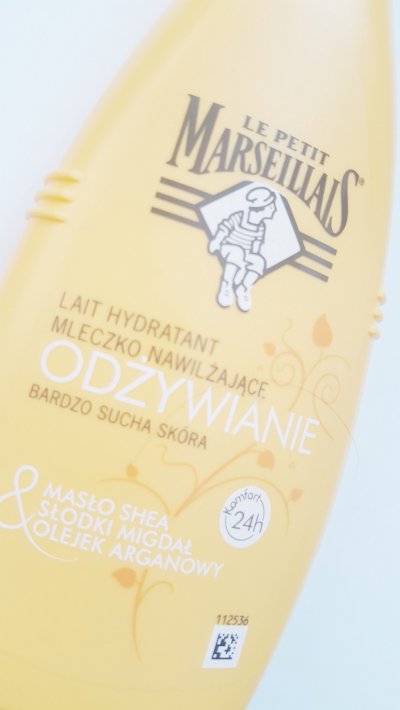 LE PETIT
MARSEILLAIS®
LAIT HYDRATANT
MLECZKO NAWILŻAJĄCE
ODŻYWIANIE
BARDZO SUCHA SKÓRA
Komfort
24h
& MASŁO SHEA
SŁODKI MIGDAŁ
OLEJEK ARGANOWY
112536